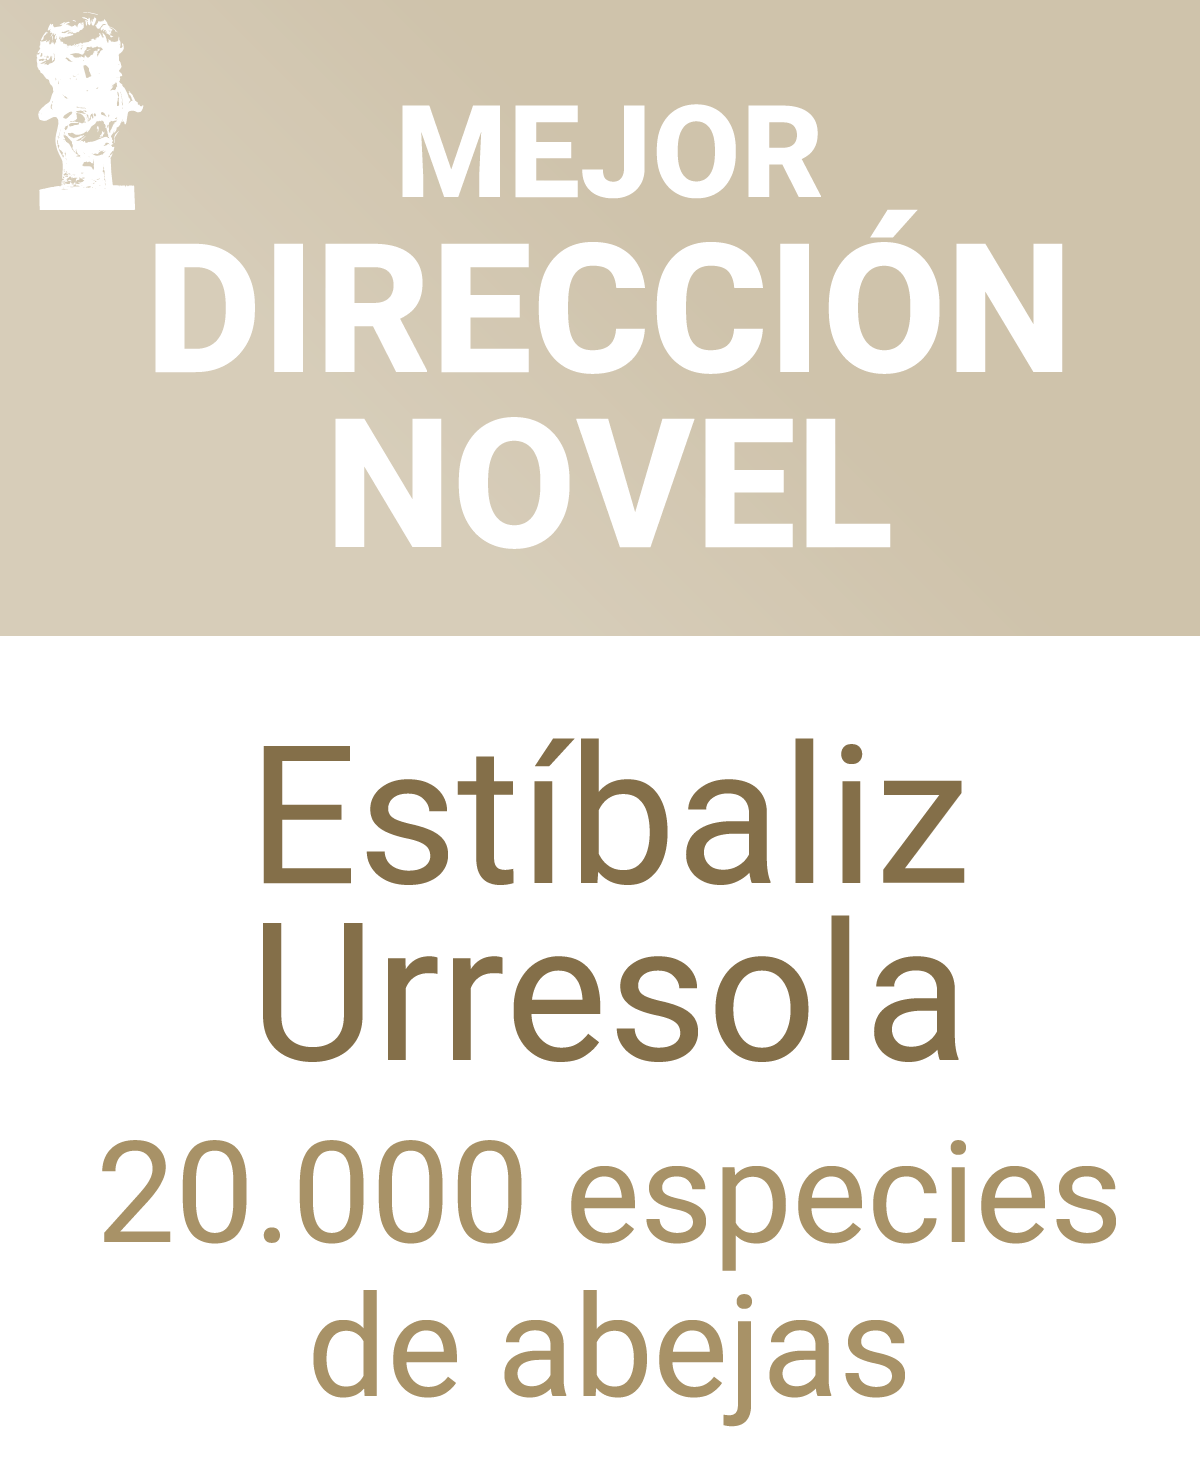 MEJOR
DIRECCIÓN
NOVEL
Estíbaliz
Urresola
20.000 especies
de abejas